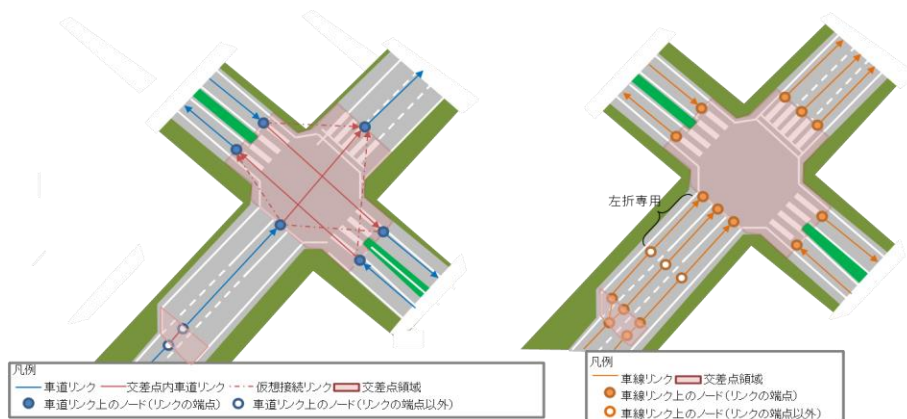 左折専用
凡例
車道リンク 交差点内車道リンク 仮想接続リンク 交差点領域
車道リンク上のノード(リンクの端点) 車道リンク上のノード(リンクの端点以外)
凡例
車線リンク 交差点領域
車線リンク上のノード(リンクの端点)
車線リンク上のノード(リンクの端点以外)